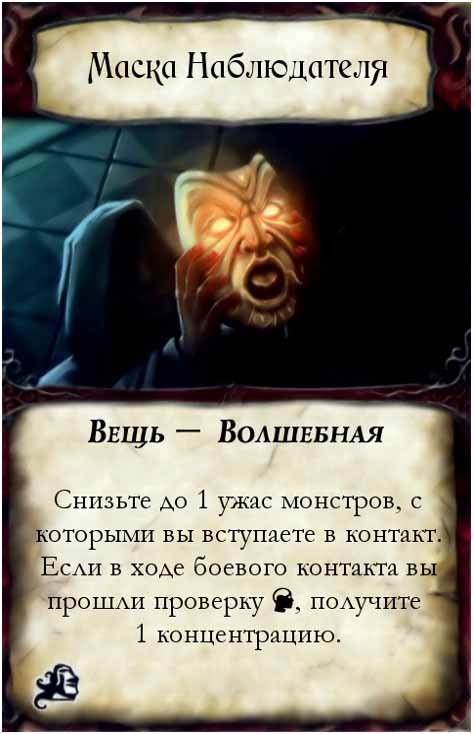 Маска Наблюдателя
Вещь — Волшебная
Снизьте до 1 ужас монстров, с
которыми вы вступаете в контакт.
Если в ходе боевого контакта вы
прошли проверку , получите
1 концентрацию.